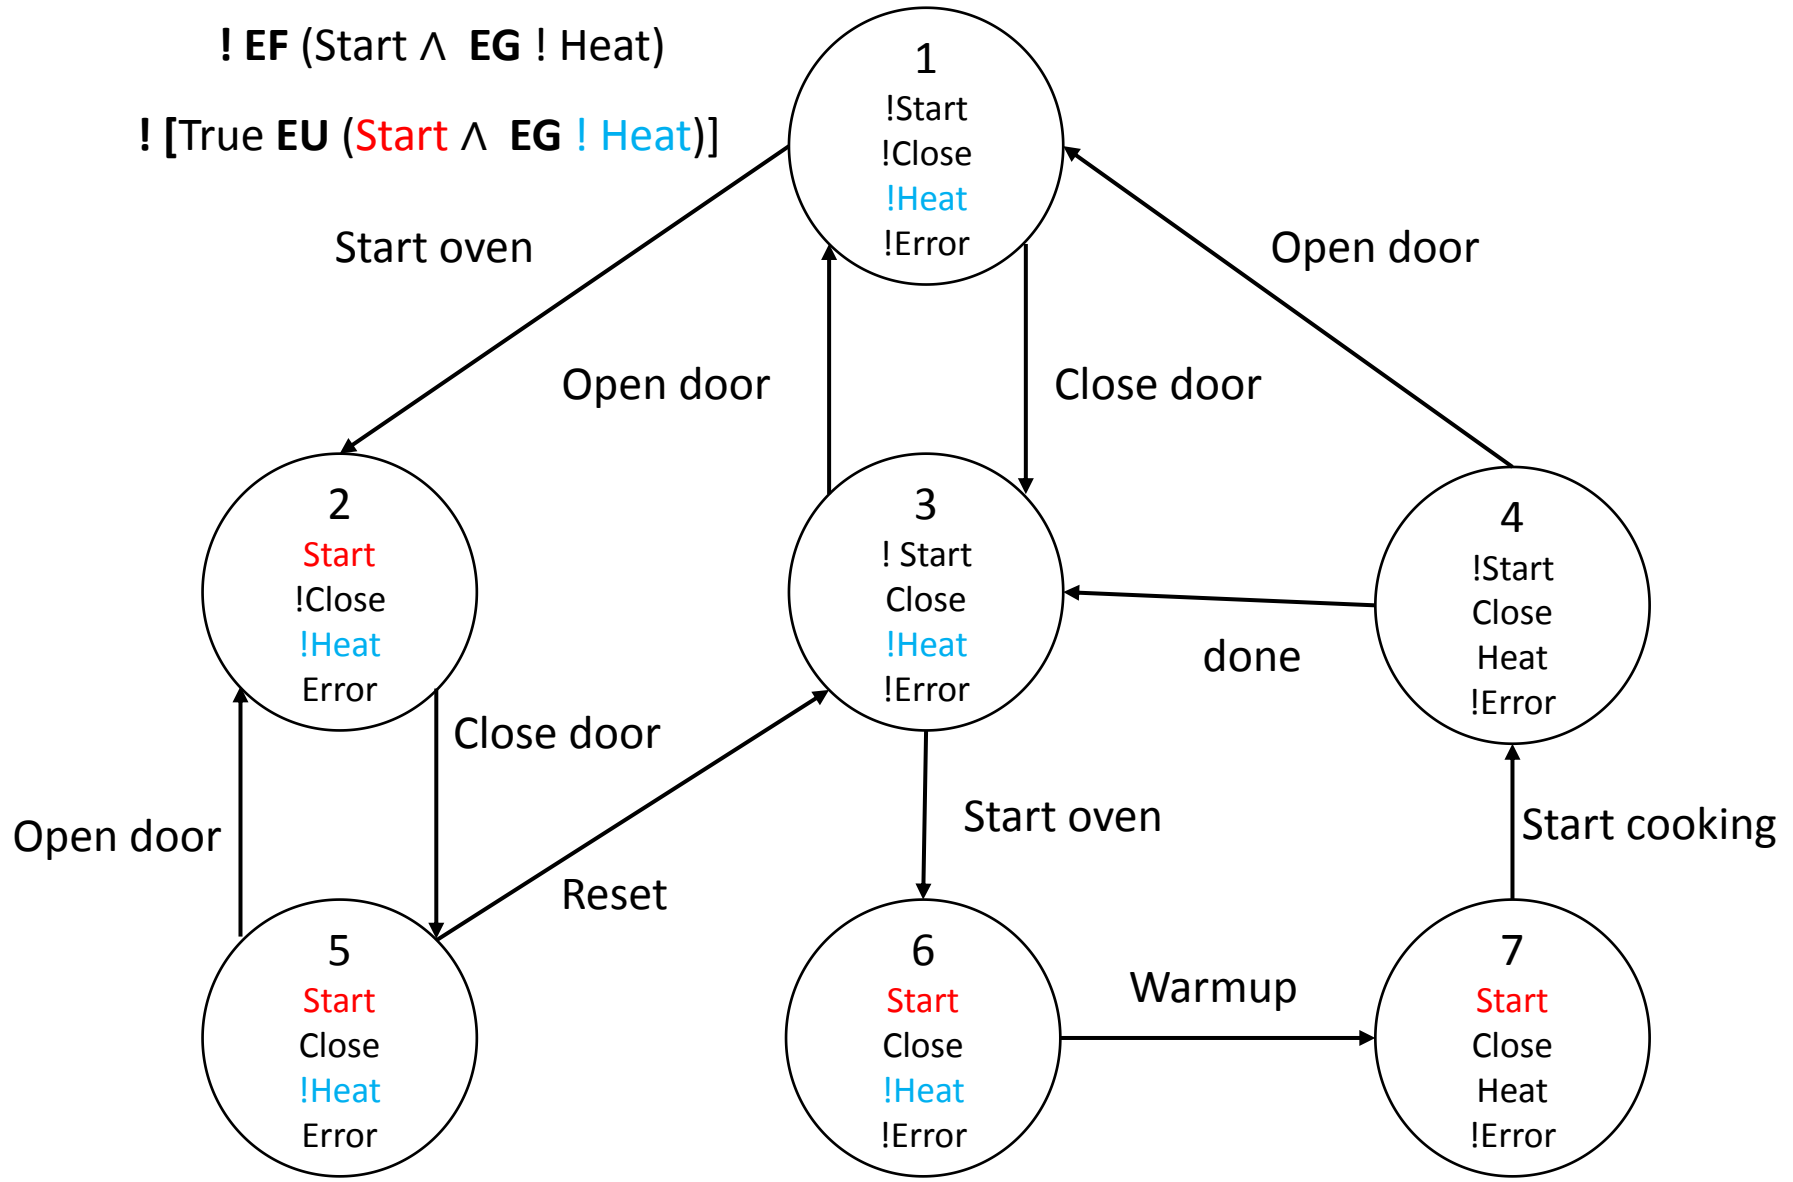 ! EF (Start ∧ EG ! Heat)
! [True EU (Start ∧ EG ! Heat)]
1
!Start
!Close
!Heat
!Error
Start oven
Open door
Open door
Close door
2
Start
!Close
!Heat
Error
3
! Start
Close
!Heat
!Error
4
!Start
Close
Heat
!Error
done
Close door
Open door
Reset
Start oven
Start cooking
5
Start
Close
!Heat
Error
6
Start
Close
!Heat
!Error
Warmup
7
Start
Close
Heat
!Error